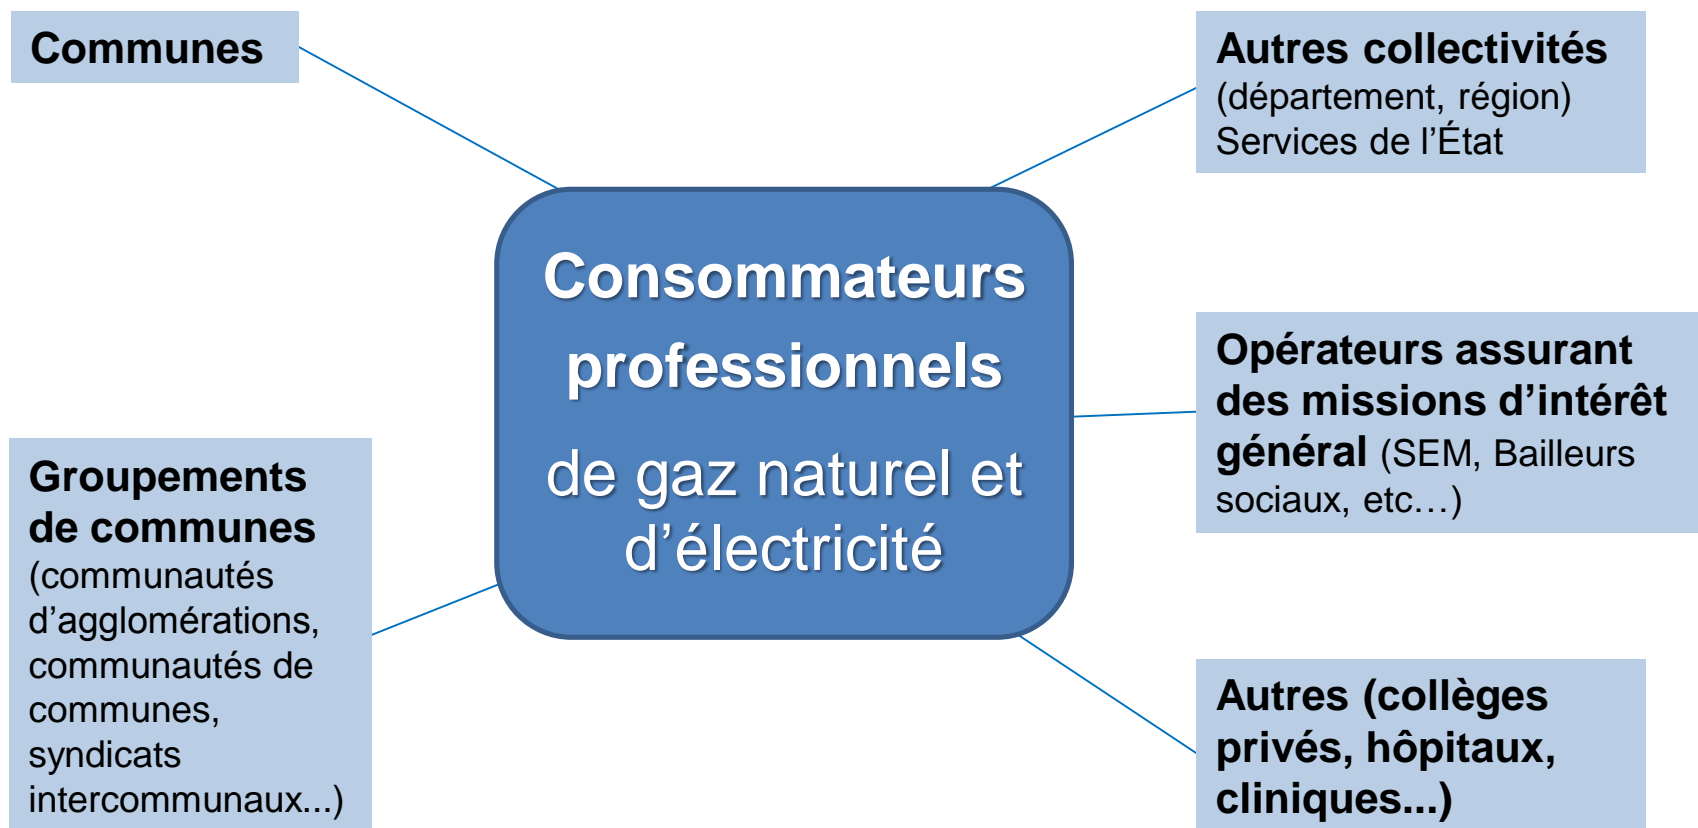 Communes
Autres collectivités
(département, région)
Services de l’État
Consommateurs
professionnels
de gaz naturel et
d’électricité
Opérateurs assurant
des missions d’intérêt
général (SEM, Bailleurs
sociaux, etc…)
Groupements
de communes
(communautés
d’agglomérations,
communautés de
communes,
syndicats
intercommunaux...)
Autres (collèges
privés, hôpitaux,
cliniques...)